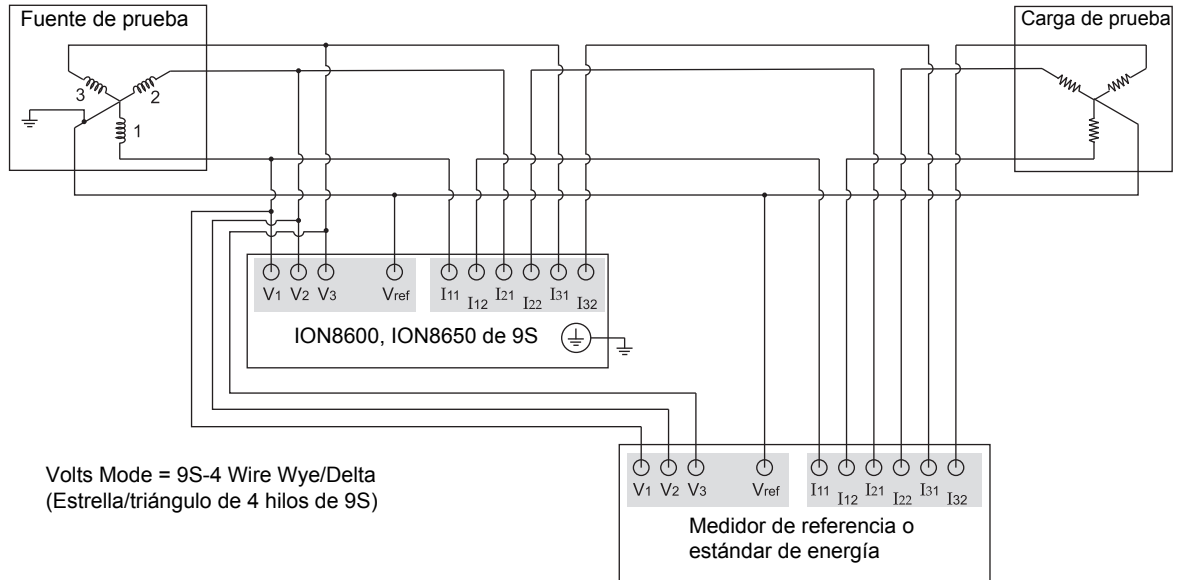 Fuente de prueba
Carga de prueba
3
2
1
V1 V2 V3 Vref I11 I12 I21 I22 I31 I32
ION8600, ION8650 de 9S
Volts Mode = 9S-4 Wire Wye/Delta
(Estrella/triángulo de 4 hilos de 9S)
V1 V2 V3 Vref I11 I12 I21 I22 I31 I32
Medidor de referencia o
estándar de energía